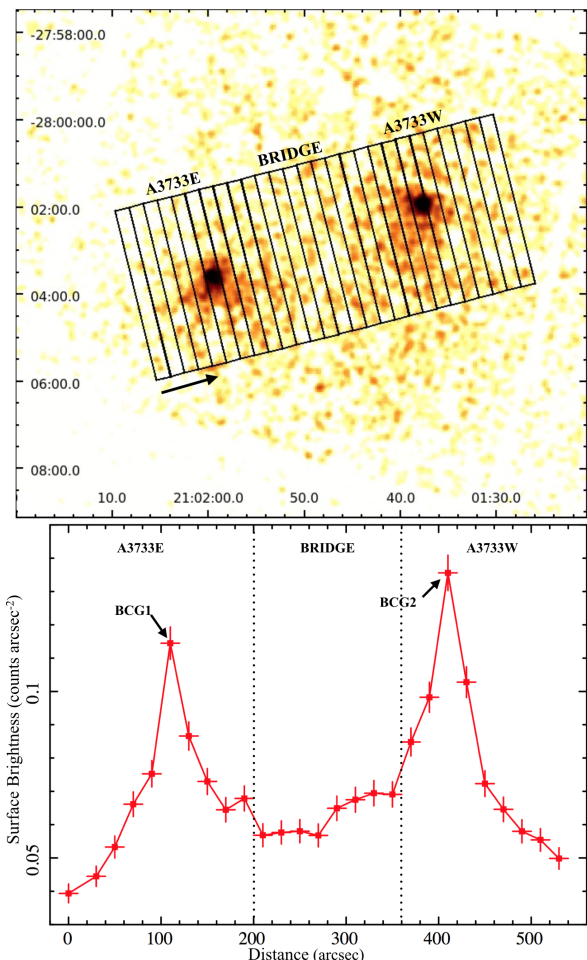 -27:58:00.0
-28:00:00.0
A3733W
BRIDGE
A3733E
02:00.0
04:00.0
06:00.0
08:00.0
10.0 21:02:00.0 50.0 40.0 01:30.0
A3733E BRIDGE A3733W
BCG1
BCG2
Surface Brightness (counts arcsec-2)
0.1
0.05
0 100 200 300 400 500
Distance (arcsec)